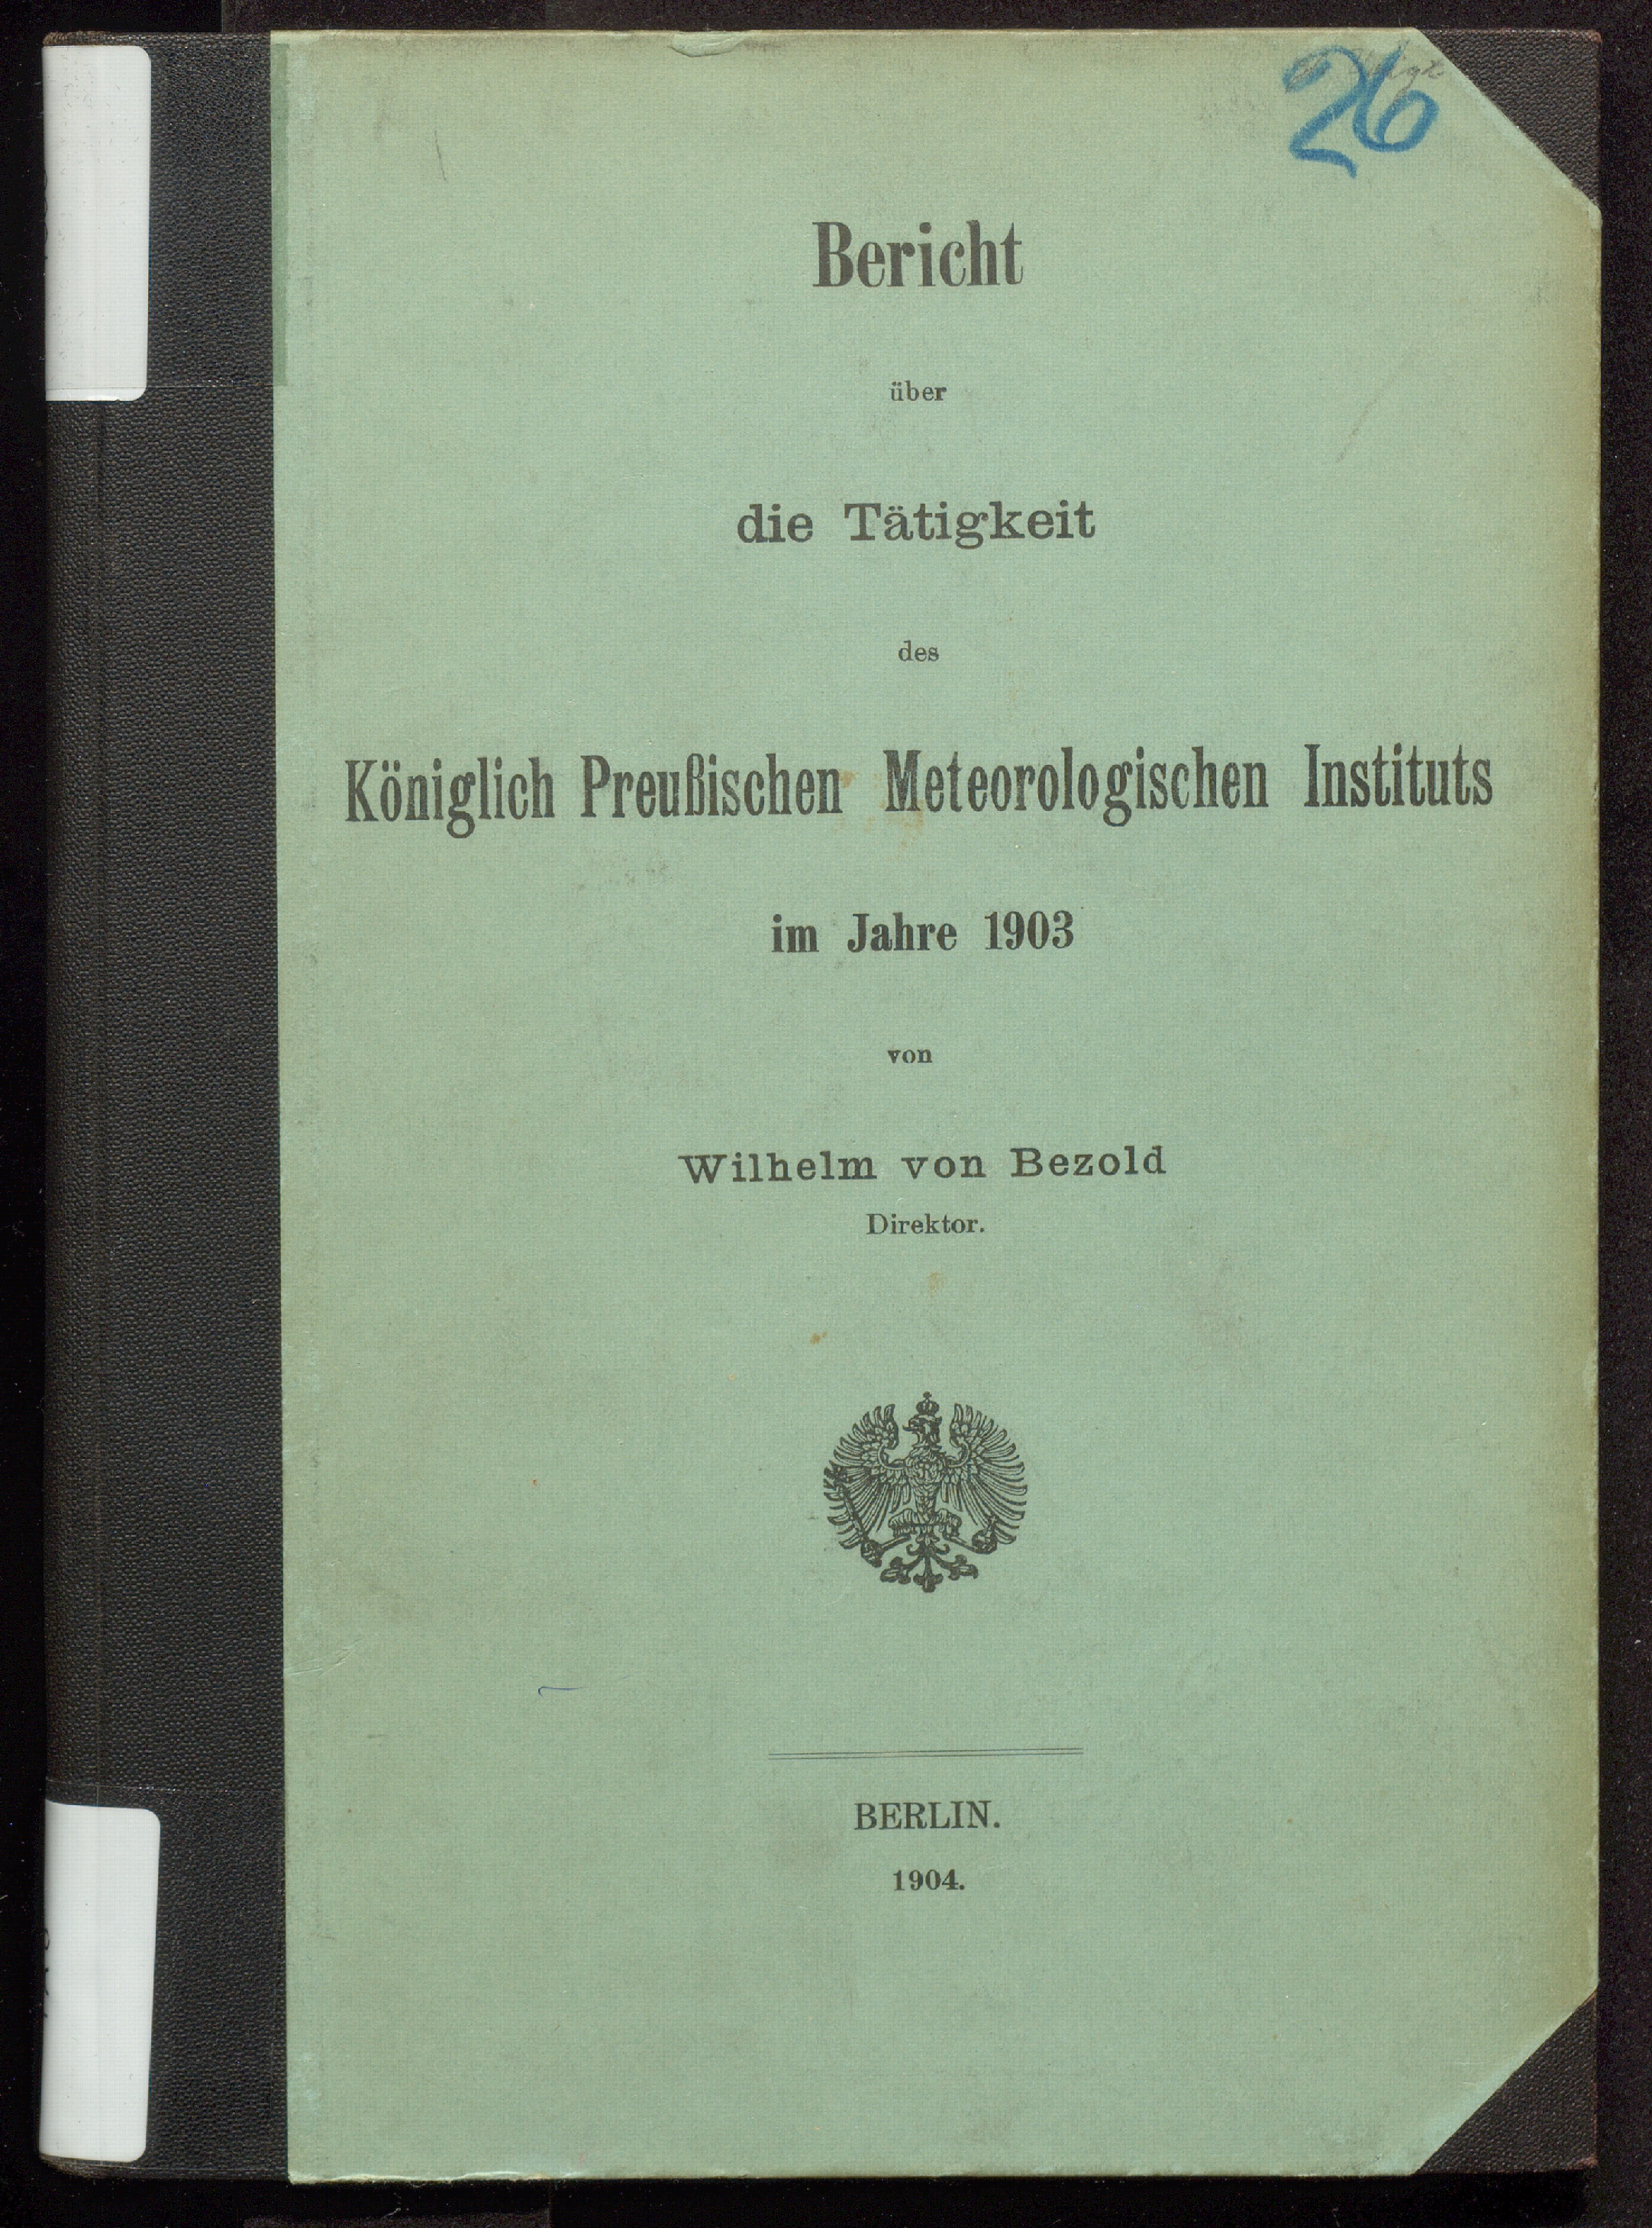 26
Bericht
über
die Tätigkeit
des
Königlich Preußischen Meteorologischen Instituts
im Jahre 1903
von
Wilhelm von Bezold
Direktor.
BERLIN.
1904.